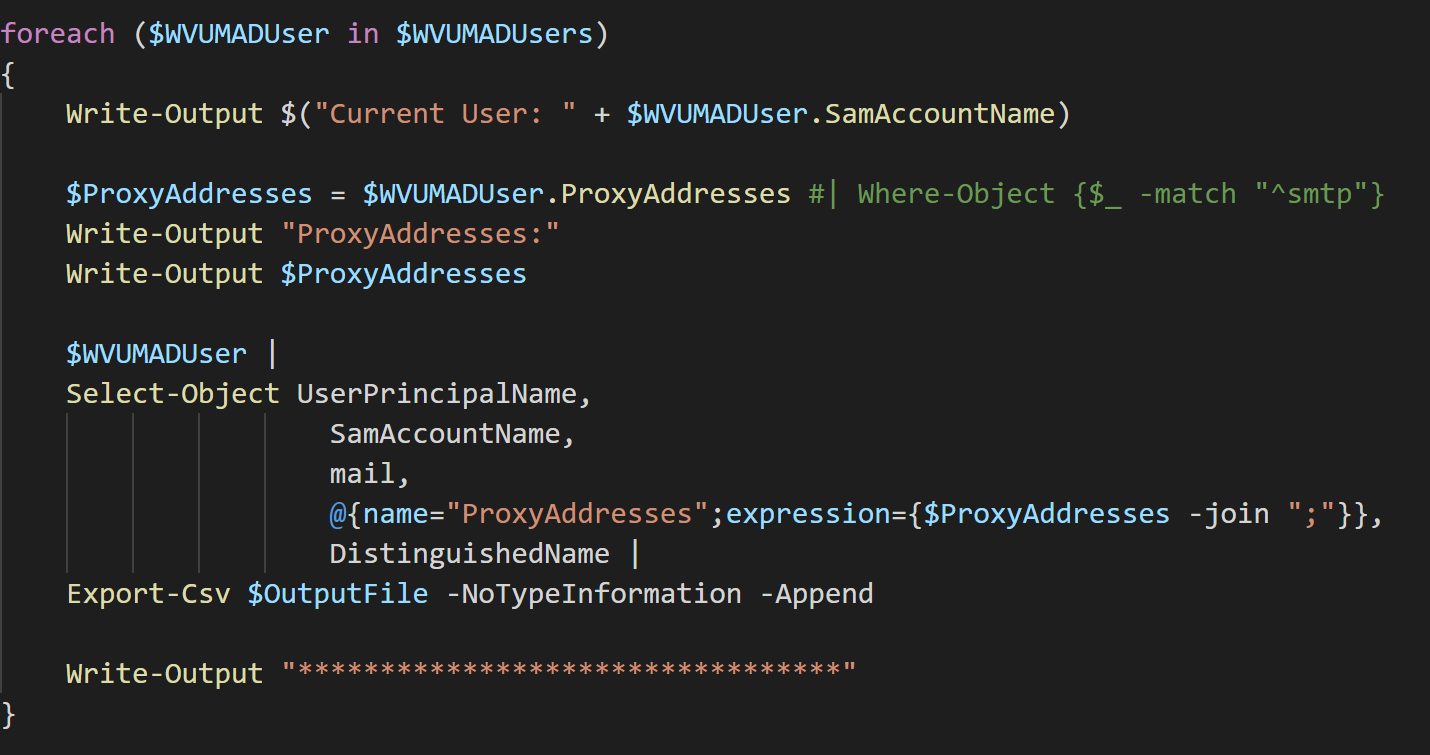 foreach ($WVUMADUser in $WVUMADUsers)
{
    Write-Output $("Current User: " + $WVUMADUser.SamAccountName)

    $ProxyAddresses = $WVUMADUser.ProxyAddresses #| Where-Object {$_ -match "^smtp"}
    Write-Output "ProxyAddresses:"
    Write-Output $ProxyAddresses

    $WVUMADUser |
    Select-Object UserPrincipalName,
                    SamAccountName,
                    mail,
                    @{name="ProxyAddresses";expression={$ProxyAddresses -join ";"}},
                    DistinguishedName |
    Export-Csv $OutputFile -NoTypeInformation -Append

    Write-Output "*********************************"
}